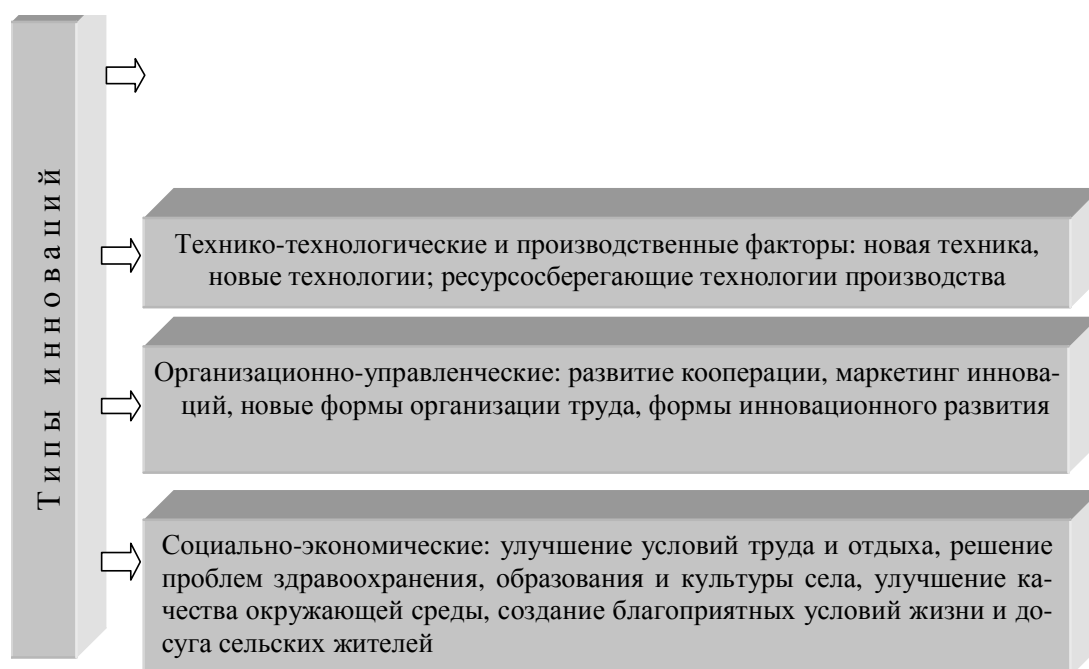 Типы инноваций
Технико-технологические и производственные факторы: новая техника,
новые технологии; ресурсосберегающие технологии производства
Организационно-управленческие: развитие кооперации, маркетинг иннова-
ций, новые формы организации труда, формы инновационного развития
Социально-экономические: улучшение условий труда и отдыха, решение
проблем здравоохранения, образования и культуры села, улучшение ка-
чества окружающей среды, создание благоприятных условий жизни и до-
суга сельских жителей